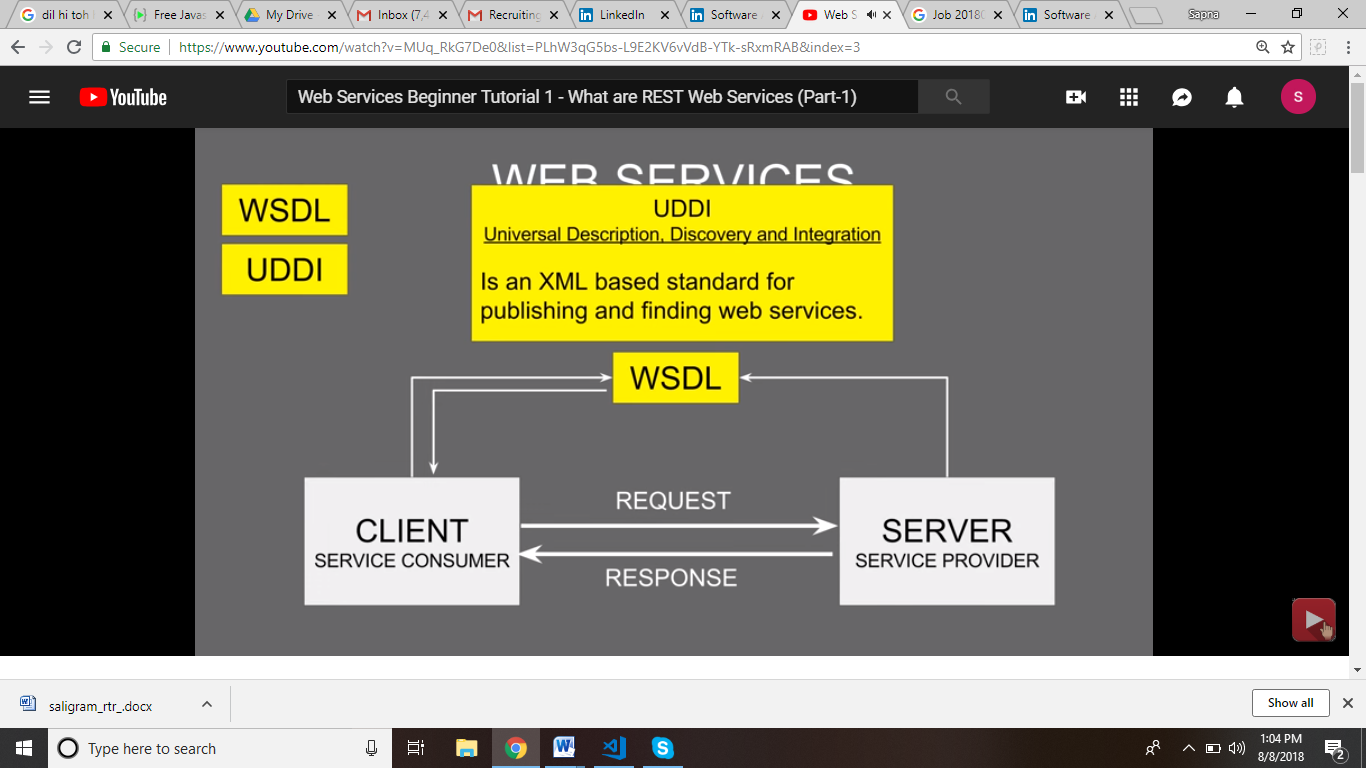 dil hi toh
Free Javas
My Drive
Inbox (7,4
Recruiting
LinkedIn
Software
Web S
Job 2018
Software
Sapna
Secure
https://www.youtube.com/watch?v=MUq_RkG7De0&list=PLhW3qG5bs-L9E2KV6vVdB-YTk-sRxmRAB&index=3
YouTube
Web Services Beginner Tutorial 1 - What are REST Web Services (Part-1)
S
WEB SERVICES
WSDL
UDDI
UDDI
Universal Description, Discovery and Integration
Is an XML based standard for
publishing and finding web services.
WSDL
REQUEST
CLIENT
SERVICE CONSUMER
SERVER
SERVICE PROVIDER
RESPONSE
saligram_rtr_.docx
Show all
Type here to search
1:04 PM
8/8/2018
2